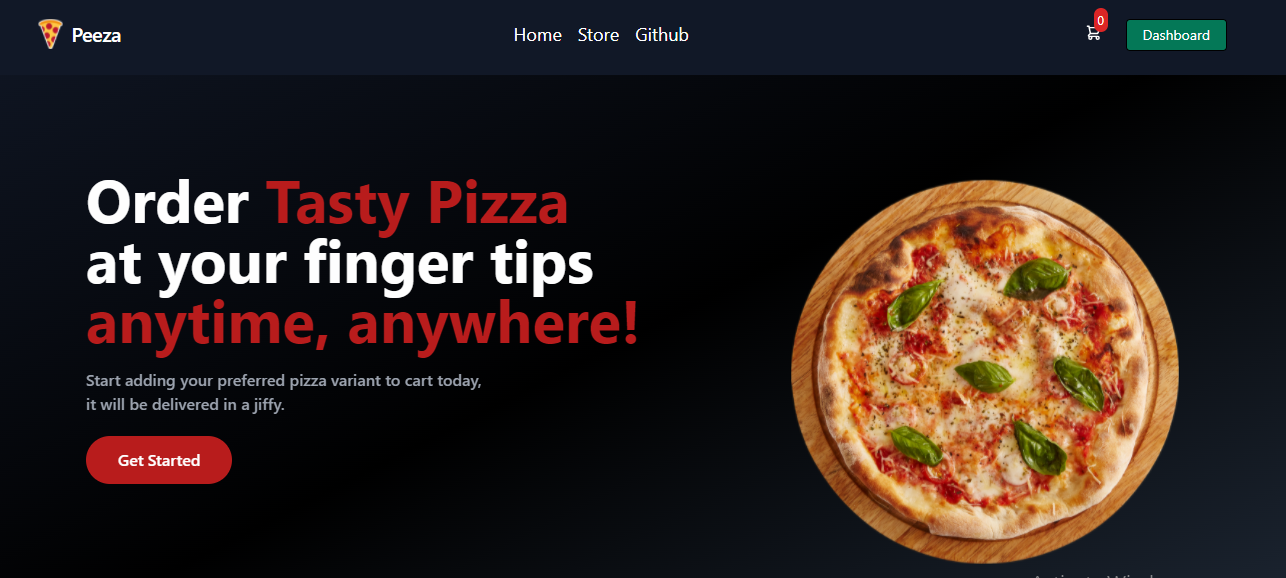 Peeza
Home Store Github
0
Dashboard
Order Tasty Pizza
at your finger tips
anytime, anywhere!
Start adding your preferred pizza variant to cart today,
it will be delivered in a jiffy.
Get Started